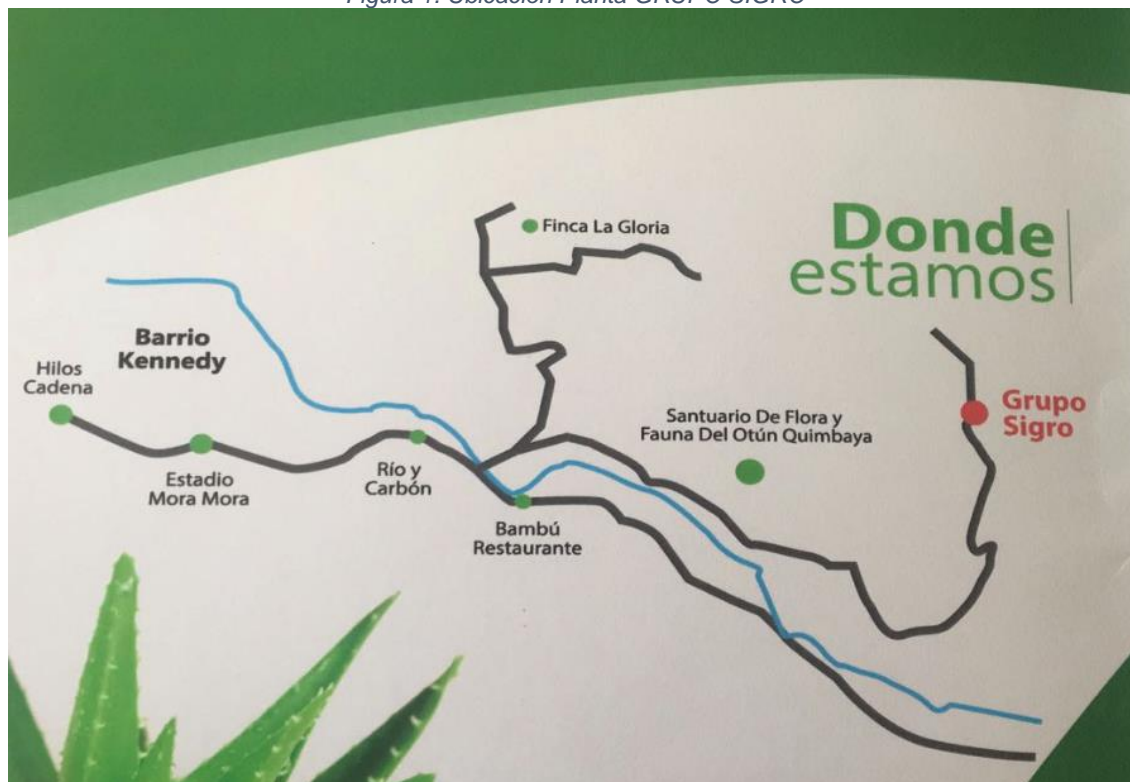 Figura 1. Ubicación Planta GRUPO SIGRO
Donde
estamos
Finca La Gloria
Barrio
Kennedy
Hilos
Cadena
Estadio
Mora Mora
Río y
Carbón
Bambú
Restaurante
Santuario De Flora y
Fauna Del Otún Quimbaya
Grupo
Sigro